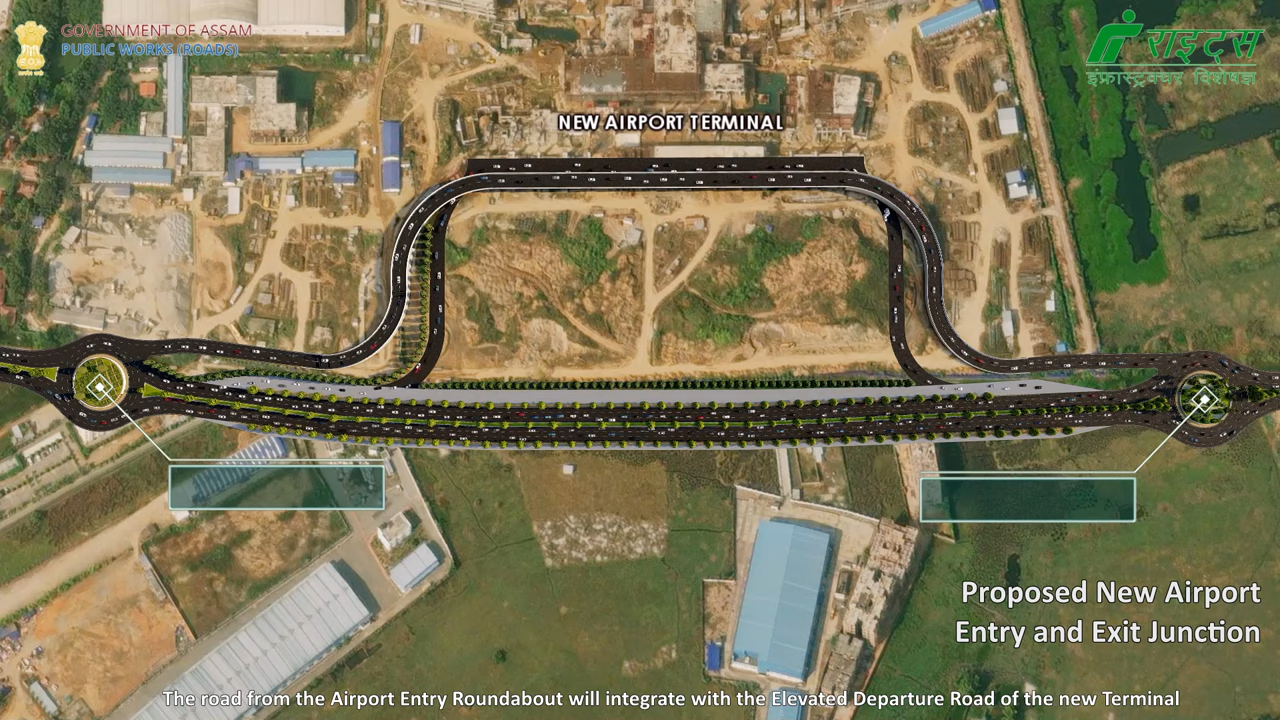 GOVERNMENT OF ASSAM
PUBLIC WORKS (ROADS)
राइट्स
इंफ्रास्ट्रक्चर विशेषज्ञ
NEW AIRPORT TERMINAL
Proposed New Airport
Entry and Exit Junction
The road from the Airport Entry Roundabout will integrate with the Elevated Departure Road of the new Terminal